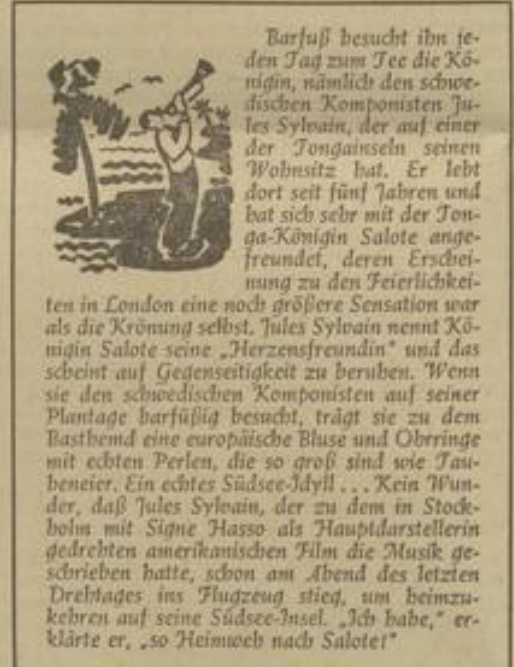 Barfuß besucht ihn je-
den Tag zum Tee die Kö-
nigin, nämlich den schwe-
dischen Komponisten Ju-
les Sylvain, der auf einer
der Tongainseln seinen
Wohnsitz hat. Er lebt
dort seit fünf Jahren und
hat sich sehr mit der Ton-
ga-Königin Salote ange-
freundet, deren Erschei-
nung zu den Feierlichkei-
ten in London eine noch größere Sensation war
als die Krönung selbst. Jules Sylvain nennt Kö-
nigin Salote seine „Herzensfreundin" und das
scheint auf Gegenseitigkeit zu beruhen. Wenn
sie den schwedischen Komponisten auf seiner
Plantage barfüßig besucht, trägt sie zu dem
Basthemd eine europäische Bluse und Ohrringe
mit echten Perlen, die so groß sind wie Tau-
beneier. Ein echtes Südsee-Idyll ... Kein Wun-
der, daß Jules Sylvain, der zu dem in Stock-
holm mit Signe Hasso als Hauptdarstellerin
gedrehten amerikanischen Film die Musik ge-
schrieben hatte, schon am Abend des letzten
Drehtages ins Flugzeug stieg, um heimzu-
kehren auf seine Südsee-Insel. „Ich habe," er-
klärte er, „so Heimweh nach Salote!"